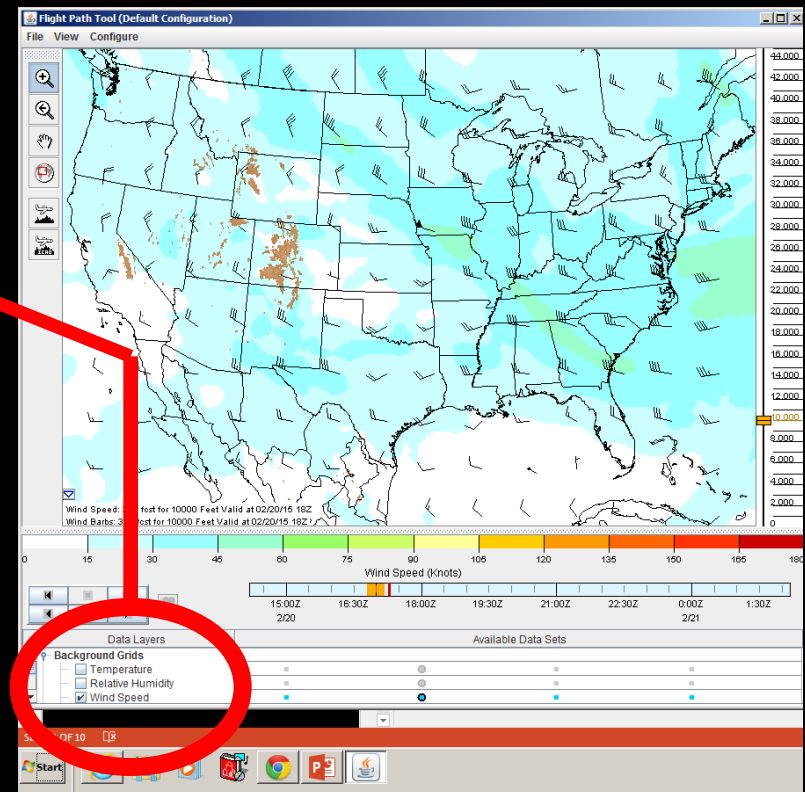 Flight Path Tool (Default Configuration)
File View Configure
44.000
42.000
40.000
38.000
36.000
34.000
32.000
30.000
28.000
26.000
24.000
22.000
20.000
18.000
16.000
14.000
12.000
10.000
8.000
6.000
4.000
2.000
0
Wind Speed: fcst for 10000 Feet Valid at 02/20/15 18Z
Wind Barbs: fcst for 10000 Feet Valid at 02/20/15 18Z
0 15 30 45 60 75 90 105 120 135 150 165 180
Wind Speed (Knots)
15:00Z 16:30Z 18:00Z 19:30Z 21:00Z 22:30Z 0:00Z 1:30Z
2/20 2/21
Data Layers Available Data Sets
Background Grids
Temperature
Relative Humidity
Wind Speed
OF 10
Start